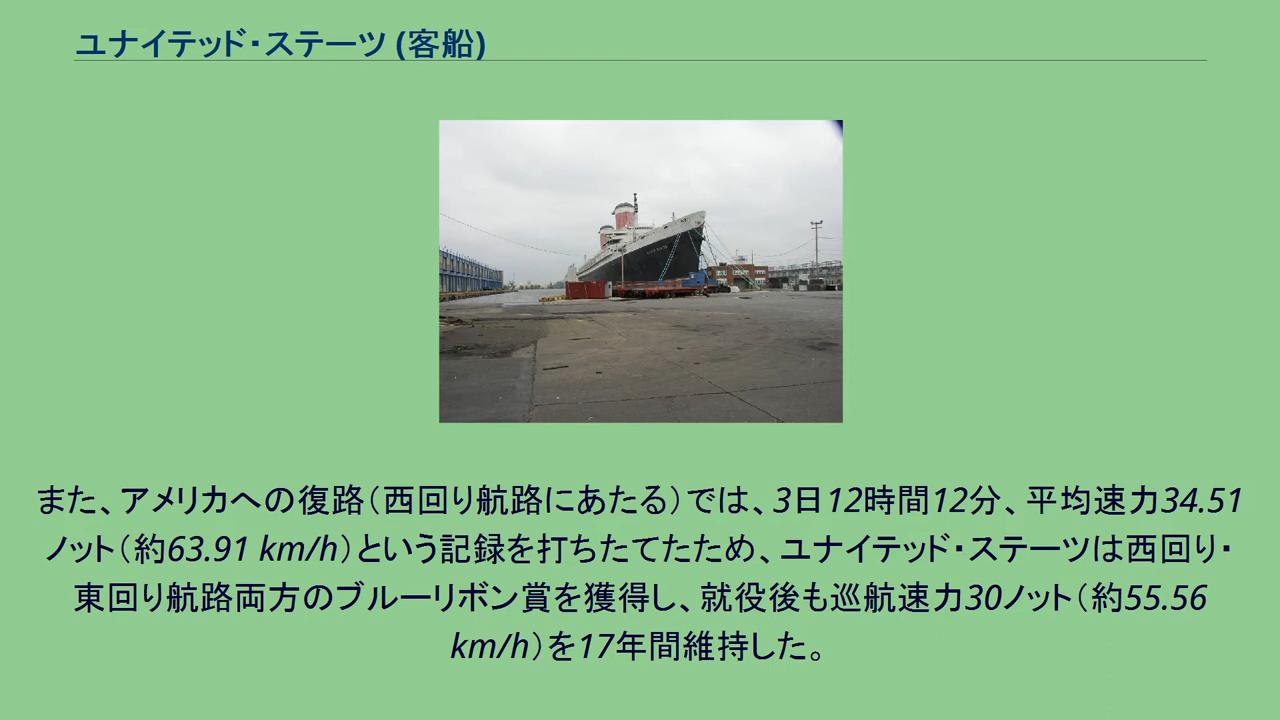 ユナイテッド・ステーツ (客船)
また、アメリカへの復路（西回り航路にあたる）では、3日12時間12分、平均速力34.51
ノット（約63.91 km/h）という記録を打ちたてたため、ユナイテッド・ステーツは西回り・
東回り航路両方のブルーリボン賞を獲得し、就役後も巡航速力30ノット（約55.56
km/h）を17年間維持した。